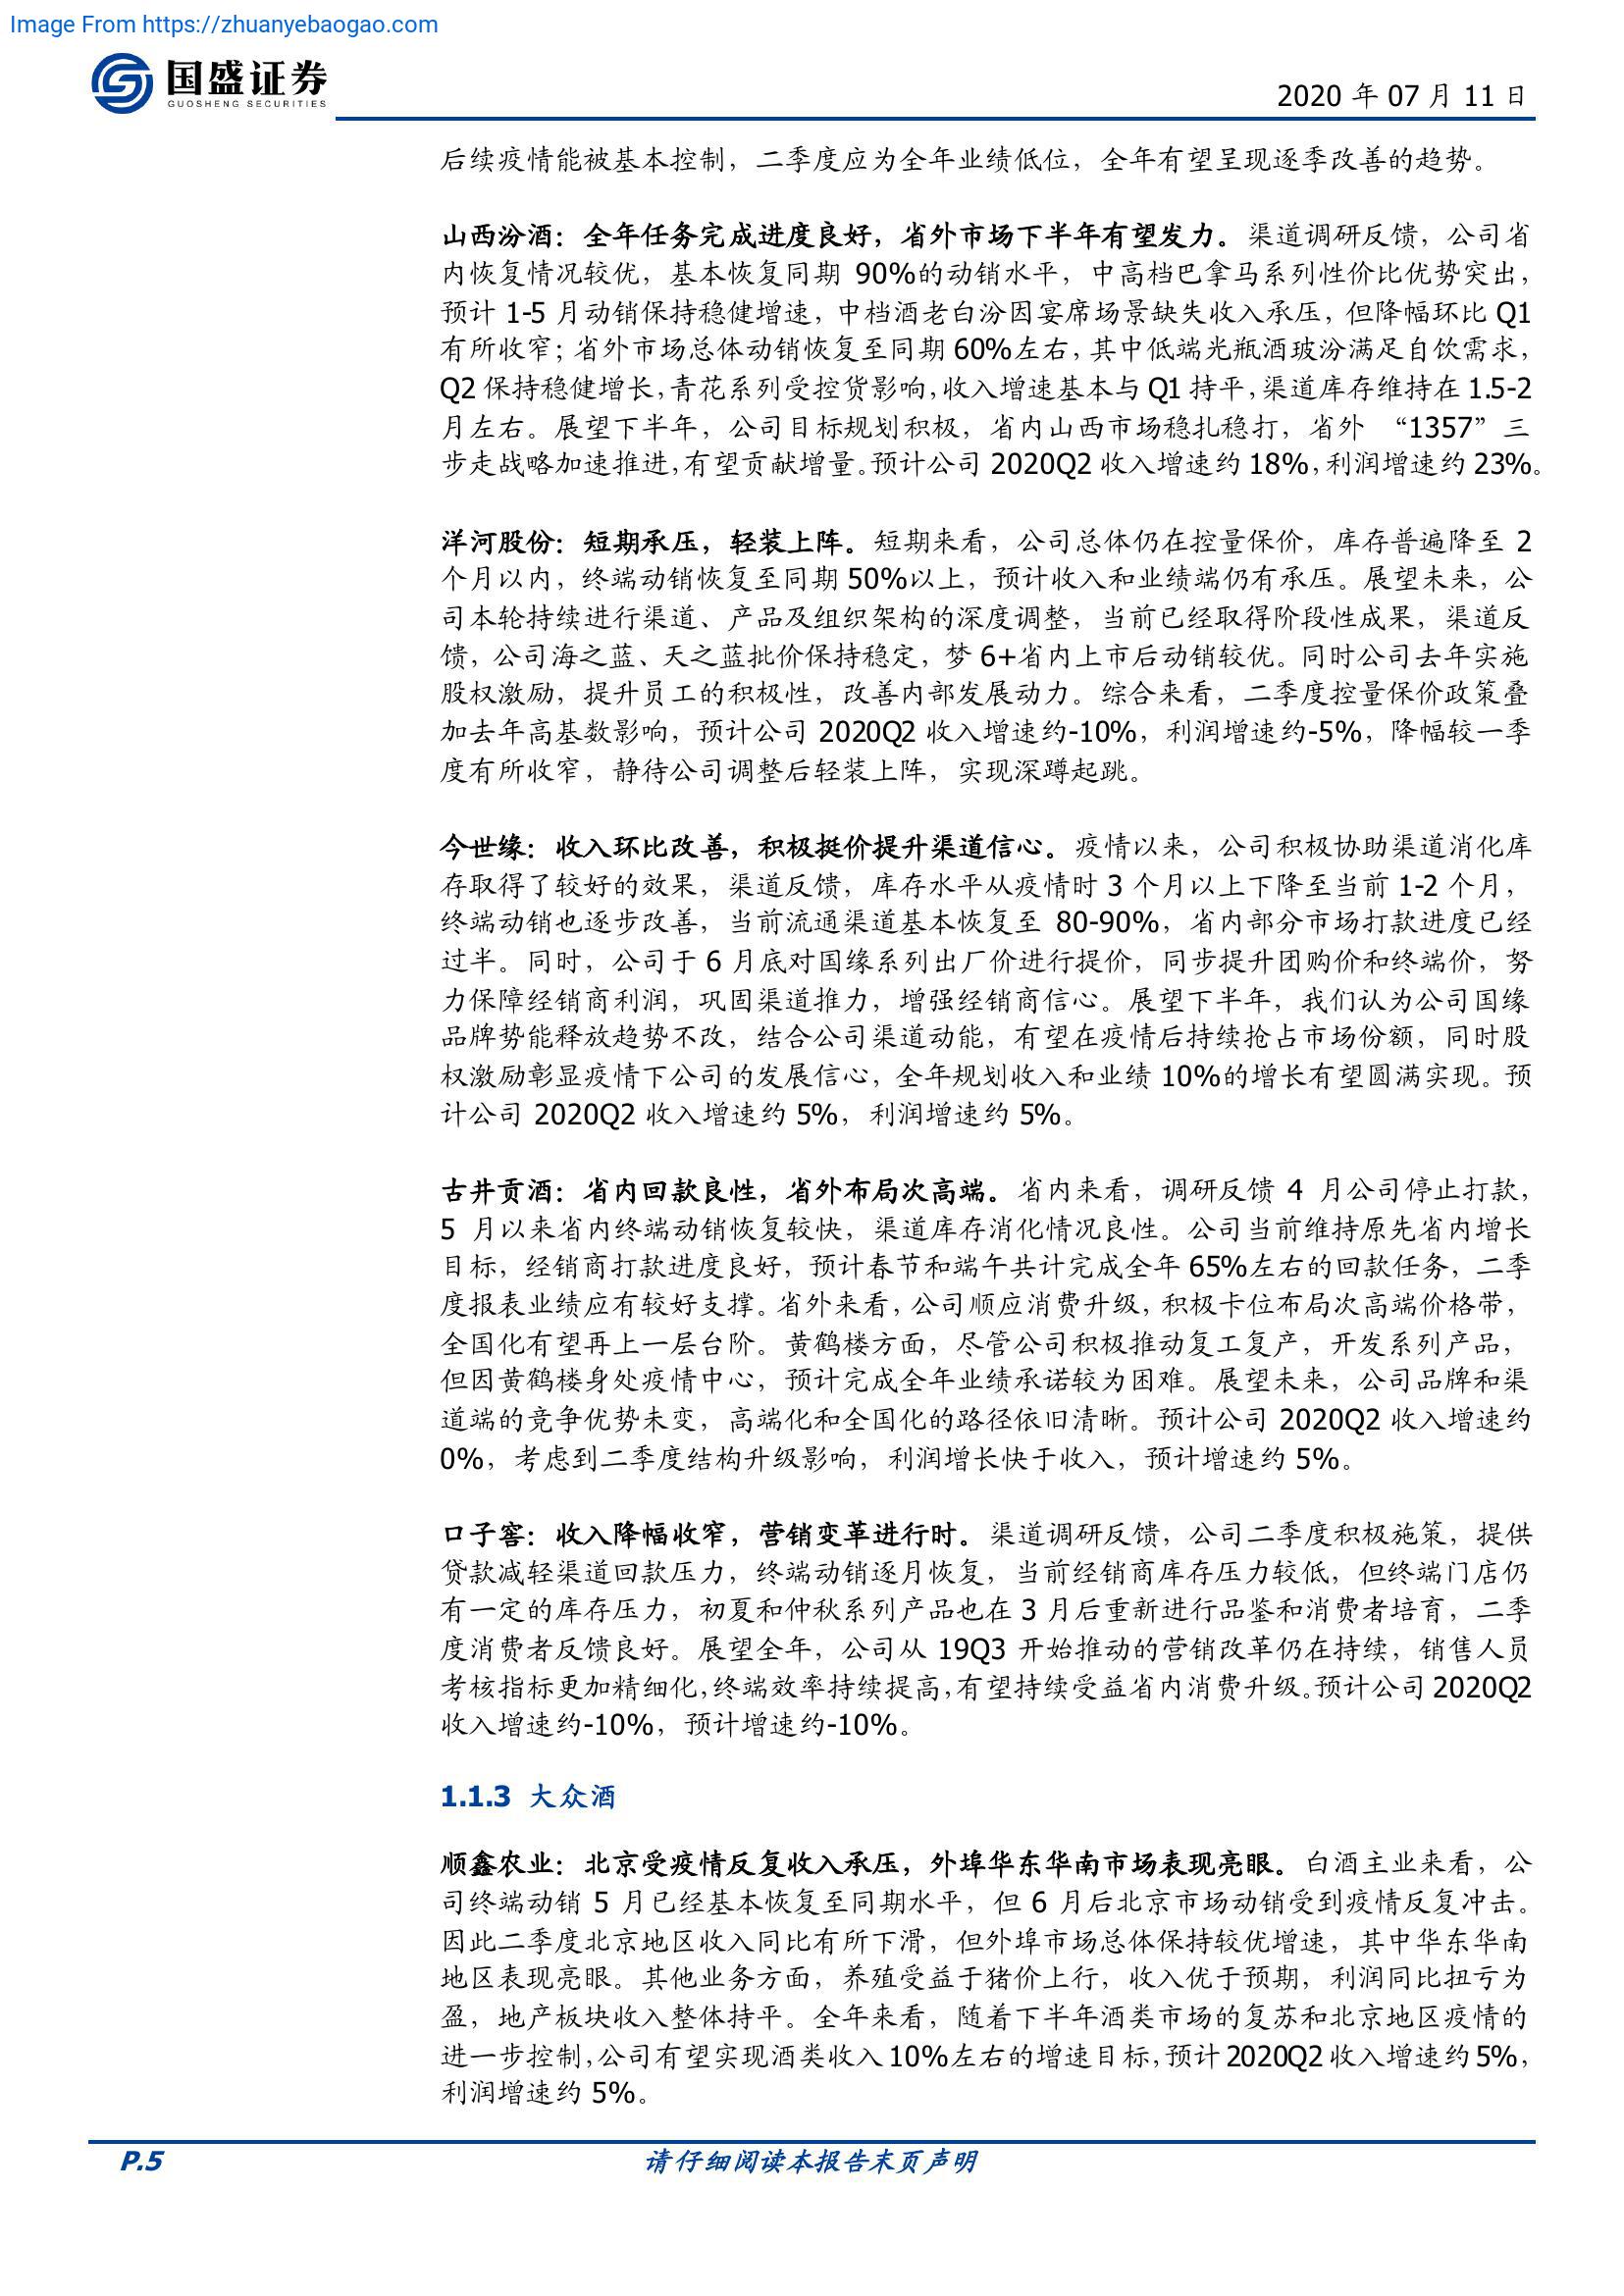 Image From https://zhuanyebaogao.com
国盛证券
GUOSHENG SECURITIES
2020 年 07 月 11 日
后续疫情能被基本控制，二季度应为全年业绩低位，全年有望呈现逐季改善的趋势。
山西汾酒：全年任务完成进度良好，省外市场下半年有望发力。渠道调研反馈，公司省
内恢复情况较优，基本恢复同期 90%的动销水平，中高档巴拿马系列性价比优势突出，
预计 1-5 月动销保持稳健增速，中档酒老白汾因宴席场景缺失收入承压，但降幅环比 Q1
有所收窄；省外市场总体动销恢复至同期 60%左右，其中低端光瓶酒玻汾满足自饮需求，
Q2 保持稳健增长，青花系列受控货影响，收入增速基本与 Q1 持平，渠道库存维持在 1.5-2
月左右。展望下半年，公司目标规划积极，省内山西市场稳扎稳打，省外 “1357”三
步走战略加速推进，有望贡献增量。预计公司 2020Q2 收入增速约 18%，利润增速约 23%。
洋河股份：短期承压，轻装上阵。短期来看，公司总体仍在控量保价，库存普遍降至 2
个月以内，终端动销恢复至同期 50%以上，预计收入和业绩端仍有承压。展望未来，公
司本轮持续进行渠道、产品及组织架构的深度调整，当前已经取得阶段性成果，渠道反
馈，公司海之蓝、天之蓝批价保持稳定，梦 6+省内上市后动销较优。同时公司去年实施
股权激励，提升员工的积极性，改善内部发展动力。综合来看，二季度控量保价政策叠
加去年高基数影响，预计公司 2020Q2 收入增速约-10%，利润增速约-5%，降幅较一季
度有所收窄，静待公司调整后轻装上阵，实现深蹲起跳。
今世缘：收入环比改善，积极挺价提升渠道信心。疫情以来，公司积极协助渠道消化库
存取得了较好的效果，渠道反馈，库存水平从疫情时 3 个月以上下降至当前 1-2 个月，
终端动销也逐步改善，当前流通渠道基本恢复至 80-90%，省内部分市场打款进度已经
过半。同时，公司于 6 月底对国缘系列出厂价进行提价，同步提升团购价和终端价，努
力保障经销商利润，巩固渠道推力，增强经销商信心。展望下半年，我们认为公司国缘
品牌势能释放趋势不改，结合公司渠道动能，有望在疫情后持续抢占市场份额，同时股
权激励彰显疫情下公司的发展信心，全年规划收入和业绩 10%的增长有望圆满实现。预
计公司 2020Q2 收入增速约 5%，利润增速约 5%。
古井贡酒：省内回款良性，省外布局次高端。省内来看，调研反馈 4 月公司停止打款，
5 月以来省内终端动销恢复较快，渠道库存消化情况良性。公司当前维持原先省内增长
目标，经销商打款进度良好，预计春节和端午共计完成全年 65%左右的回款任务，二季
度报表业绩应有较好支撑。省外来看，公司顺应消费升级，积极卡位布局次高端价格带，
全国化有望再上一层台阶。黄鹤楼方面，尽管公司积极推动复工复产，开发系列产品，
但因黄鹤楼身处疫情中心，预计完成全年业绩承诺较为困难。展望未来，公司品牌和渠
道端的竞争优势未变，高端化和全国化的路径依旧清晰。预计公司 2020Q2 收入增速约
0%，考虑到二季度结构升级影响，利润增长快于收入，预计增速约 5%。
口子窖：收入降幅收窄，营销变革进行时。渠道调研反馈，公司二季度积极施策，提供
贷款减轻渠道回款压力，终端动销逐月恢复，当前经销商库存压力较低，但终端门店仍
有一定的库存压力，初夏和仲秋系列产品也在 3 月后重新进行品鉴和消费者培育，二季
度消费者反馈良好。展望全年，公司从 19Q3 开始推动的营销改革仍在持续，销售人员
考核指标更加精细化，终端效率持续提高，有望持续受益省内消费升级。预计公司 2020Q2
收入增速约-10%，预计增速约-10%。
1.1.3 大众酒
顺鑫农业：北京受疫情反复收入承压，外埠华东华南市场表现亮眼。白酒主业来看，公
司终端动销 5 月已经基本恢复至同期水平，但 6 月后北京市场动销受到疫情反复冲击。
因此二季度北京地区收入同比有所下滑，但外埠市场总体保持较优增速，其中华东华南
地区表现亮眼。其他业务方面，养殖受益于猪价上行，收入优于预期，利润同比扭亏为
盈，地产板块收入整体持平。全年来看，随着下半年酒类市场的复苏和北京地区疫情的
进一步控制，公司有望实现酒类收入 10%左右的增速目标，预计 2020Q2 收入增速约 5%，
利润增速约 5%。
P.5
请仔细阅读本报告末页声明